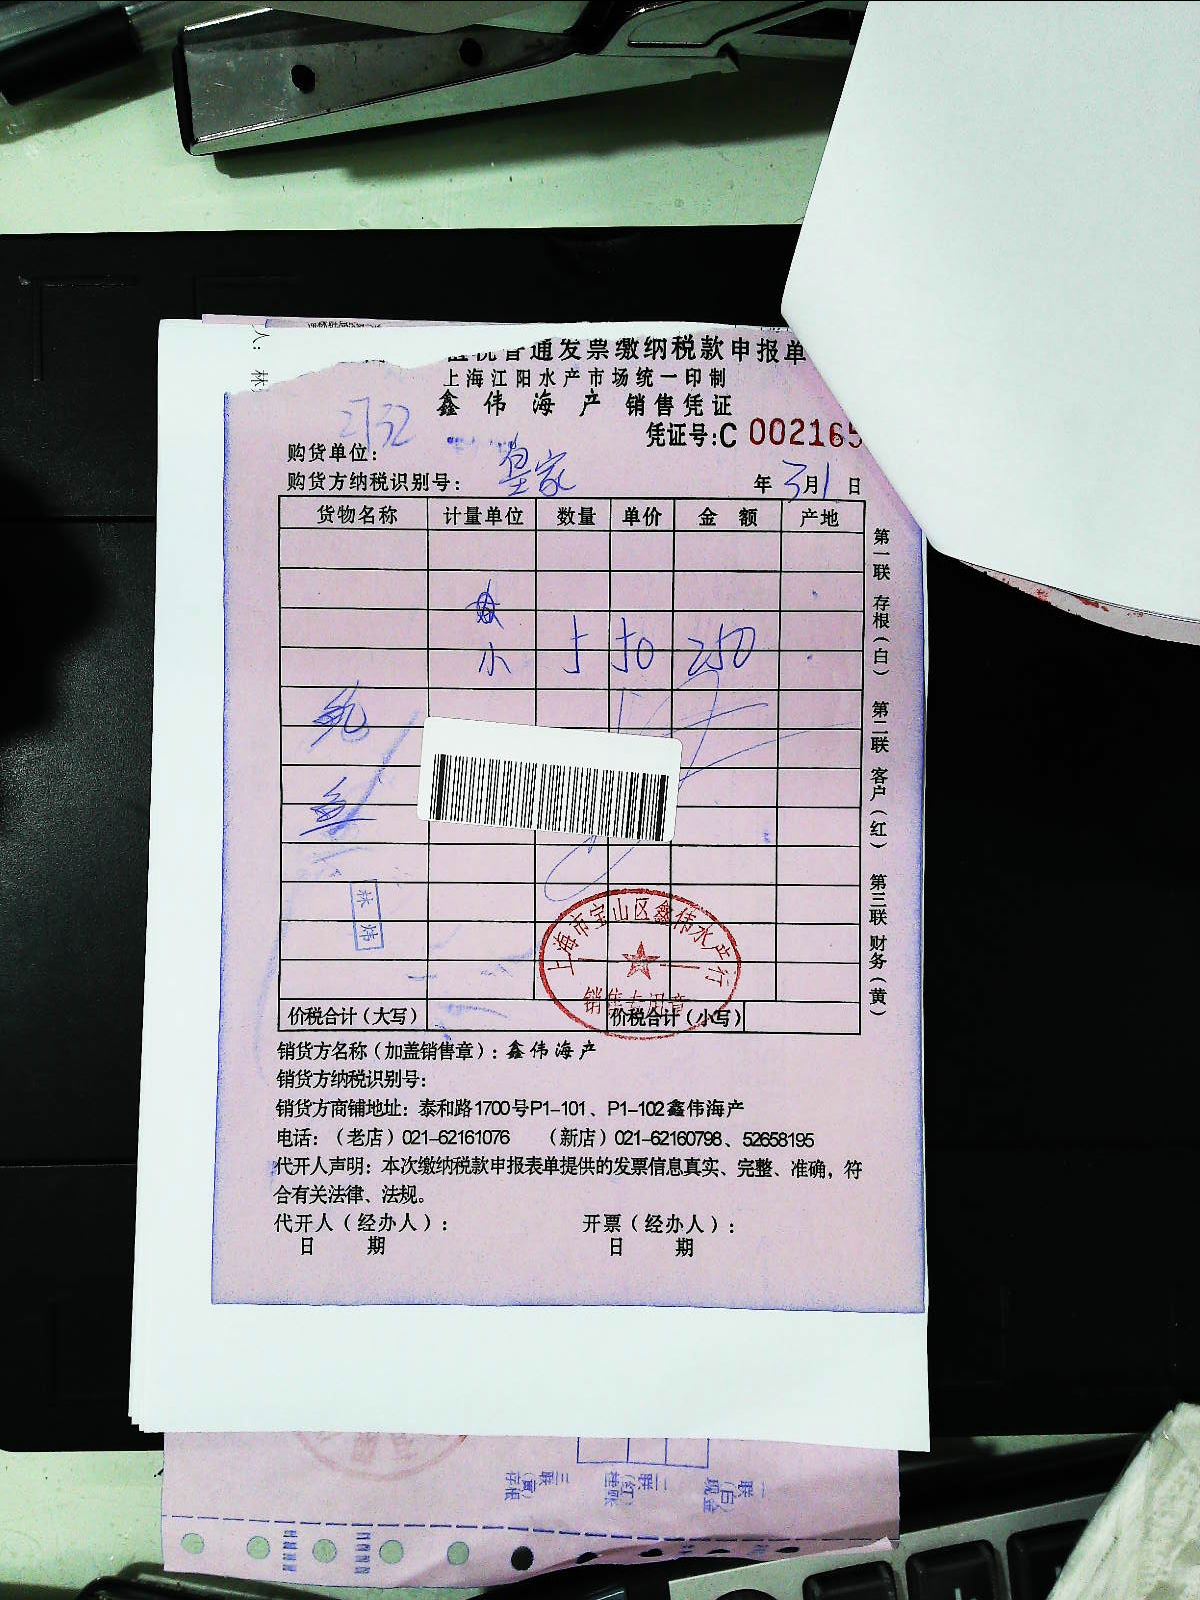 人：
林
普通发票缴纳税款申报单
上海江阳水产市场统一印制
鑫伟海产 销售凭证
2732
凭证号:C 002165
购货单位：
皇家
购货方纳税识别号：
年 3月1日
货物名称 计量单位 数量 单价 金额 产地
小 5 50 250
鱼
林炜
上海市宝山区鑫伟水产行
销售专用章
价税合计（大写） 价税合计（小写）
第一联 存根（白）
第二联 客户（红）
第三联 财务（黄）
销货方名称（加盖销售章）：鑫伟海产
销货方纳税识别号：
销货方商铺地址：泰和路1700号P1-101、P1-102鑫伟海产
电话：（老店）021-62161076 （新店）021-62160798、52658195
代开人声明：本次缴纳税款申报表单提供的发票信息真实、完整、准确，符
合有关法律、法规。
代开人（经办人）： 开票（经办人）：
日期 日期